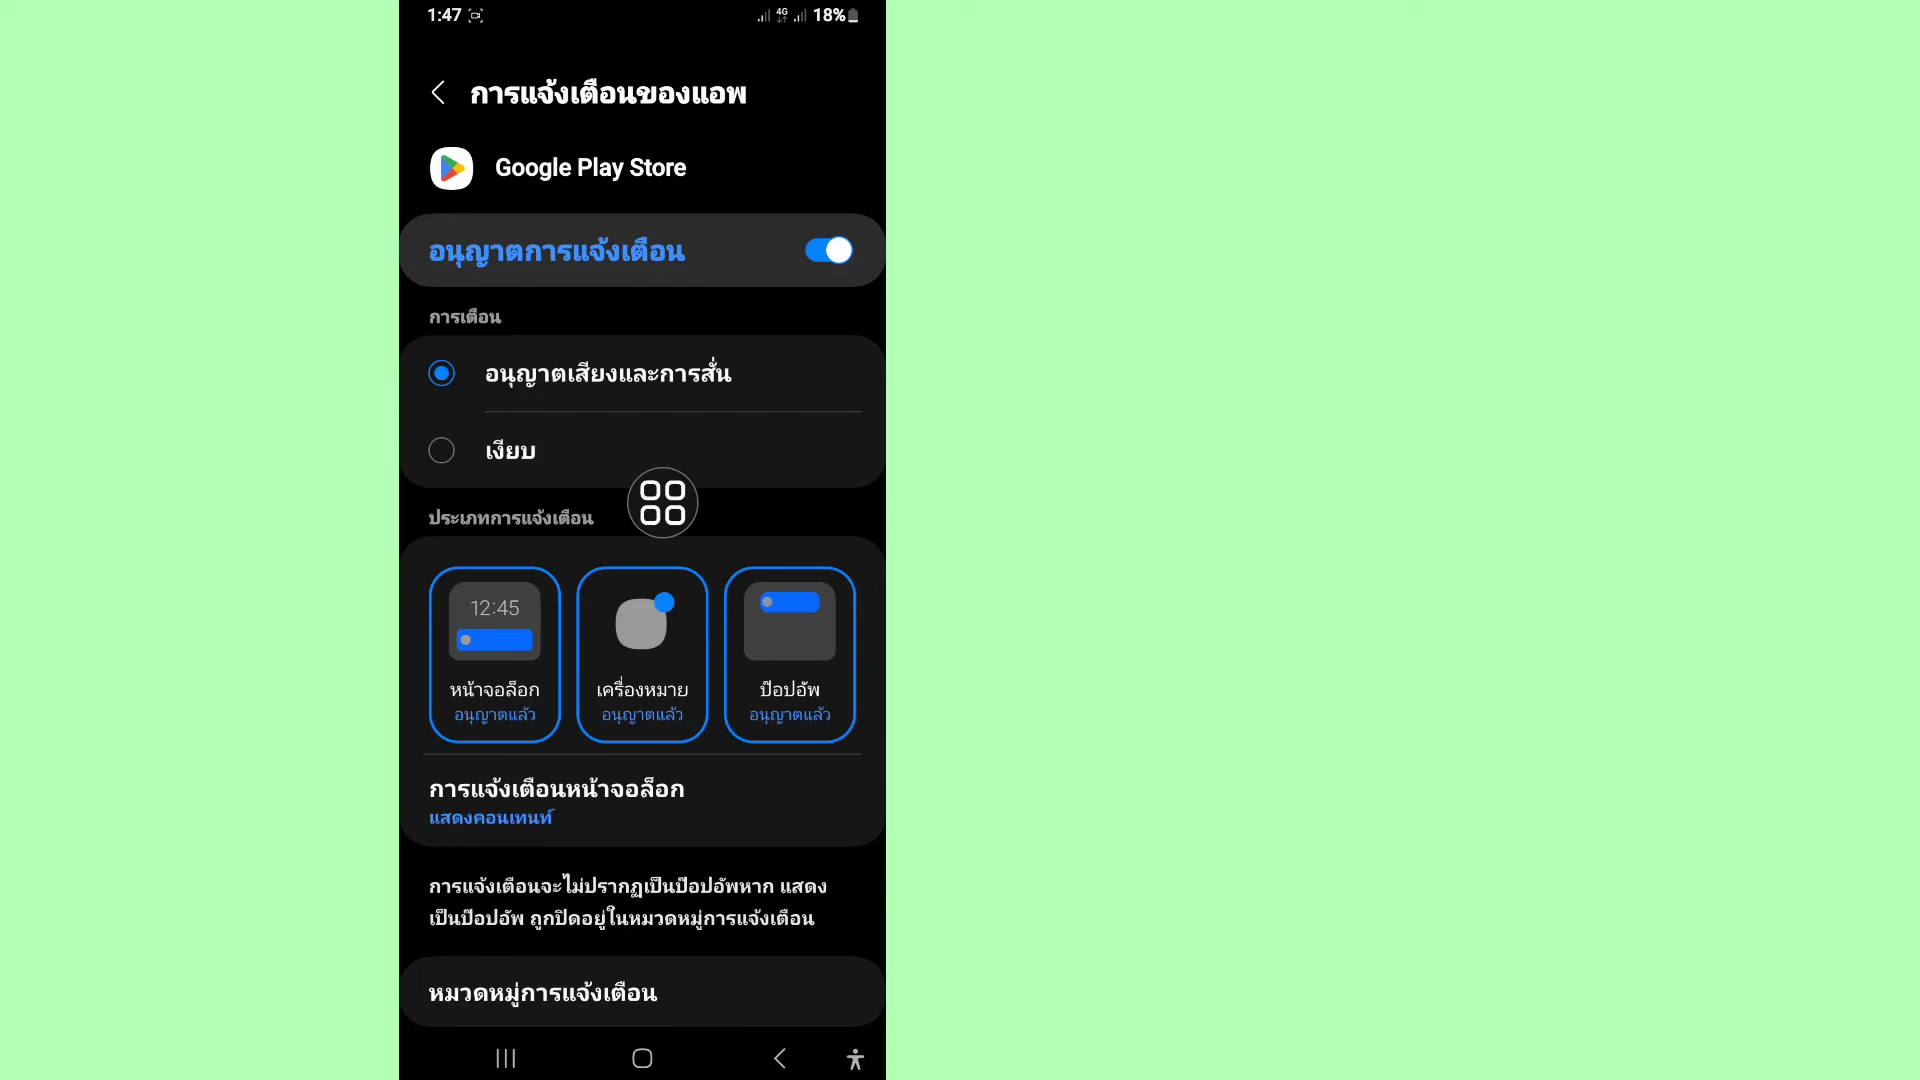 1:47
4G
18%
การแจ้งเตือนของแอพ
Google Play Store
อนุญาตการแจ้งเตือน
การเตือน
อนุญาตเสียงและการสั่น
เงียบ
ประเภทการแจ้งเตือน
12:45
หน้าจอล็อก
อนุญาตแล้ว
เครื่องหมาย
อนุญาตแล้ว
ป๊อปอัพ
อนุญาตแล้ว
การแจ้งเตือนหน้าจอล็อก
แสดงคอนเทนท์
การแจ้งเตือนจะไม่ปรากฏเป็นป๊อปอัพหาก แสดง
เป็นป๊อปอัพ ถูกปิดอยู่ในหมวดหมู่การแจ้งเตือน
หมวดหมู่การแจ้งเตือน